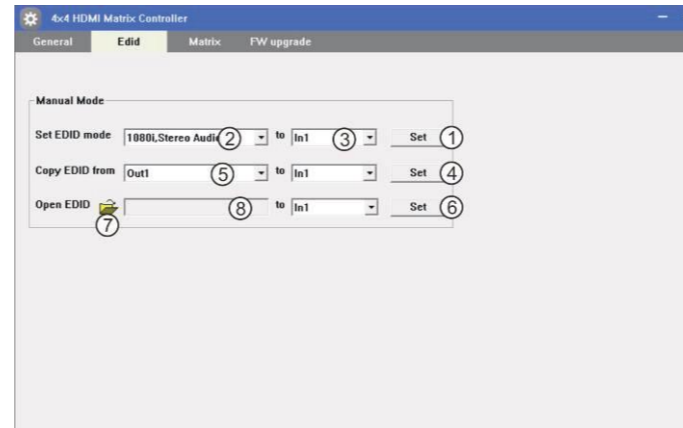 4x4 HDMI Matrix Controller
General Edid Matrix FW upgrade
Manual Mode
Set EDID mode 1080i,Stereo Audi 2 to In1 3 Set 1
Copy EDID from Out1 5 to In1 Set 4
Open EDID 8 to In1 Set 6
7